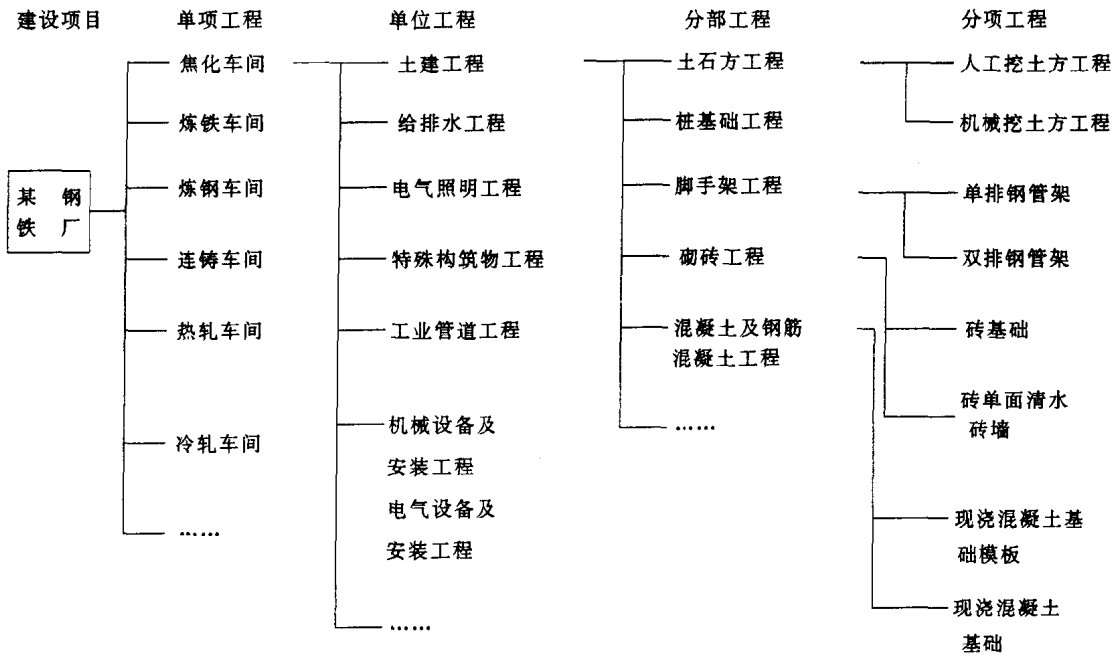 建设项目 单项工程 单位工程 分部工程 分项工程
焦化车间 土建工程 土石方工程 人工挖土方工程
炼铁车间 给排水工程 桩基础工程 机械挖土方工程
炼钢车间 电气照明工程 脚手架工程 单排钢管架
某钢
铁厂
连铸车间 特殊构筑物工程 砌砖工程 双排钢管架
热轧车间 工业管道工程 混凝土及钢筋 砖基础
混凝土工程
冷轧车间 机械设备及 …… 砖单面清水
砖墙
安装工程
电气设备及 现浇混凝土基
…… 安装工程 础模板
…… 现浇混凝土
基础